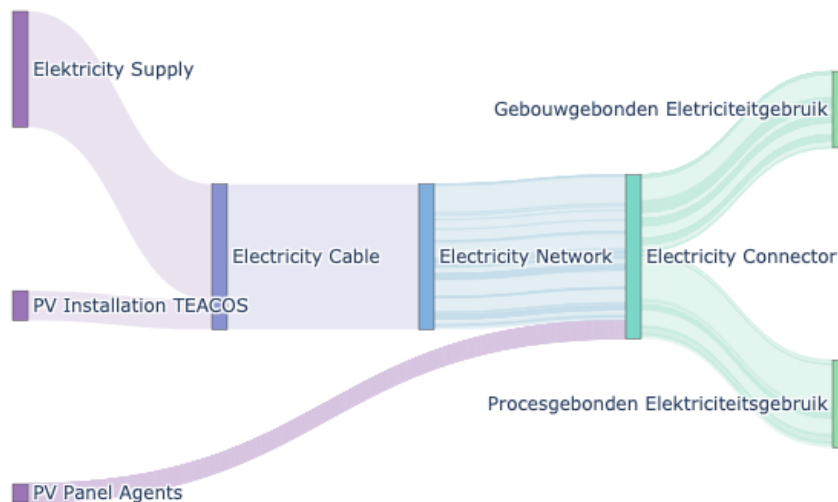 Elektricity Supply
Gebouwgebonden Eletriciteitgebruik
Electricity Cable
Electricity Network
Electricity Connector
PV Installation TEACOS
Procesgebonden Elektriciteitsgebruik
PV Panel Agents